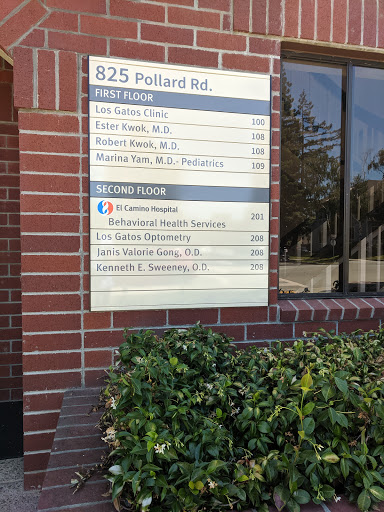 825 Pollard Rd.
FIRST FLOOR
Los Gatos Clinic 100
Ester Kwok, M.D. 108
Robert Kwok, M.D. 108
Marina Yam, M.D.- Pediatrics 109
SECOND FLOOR
El Camino Hospital
Behavioral Health Services 201
Los Gatos Optometry 208
Janis Valorie Gong, O.D. 208
Kenneth E. Sweeney, O.D. 208